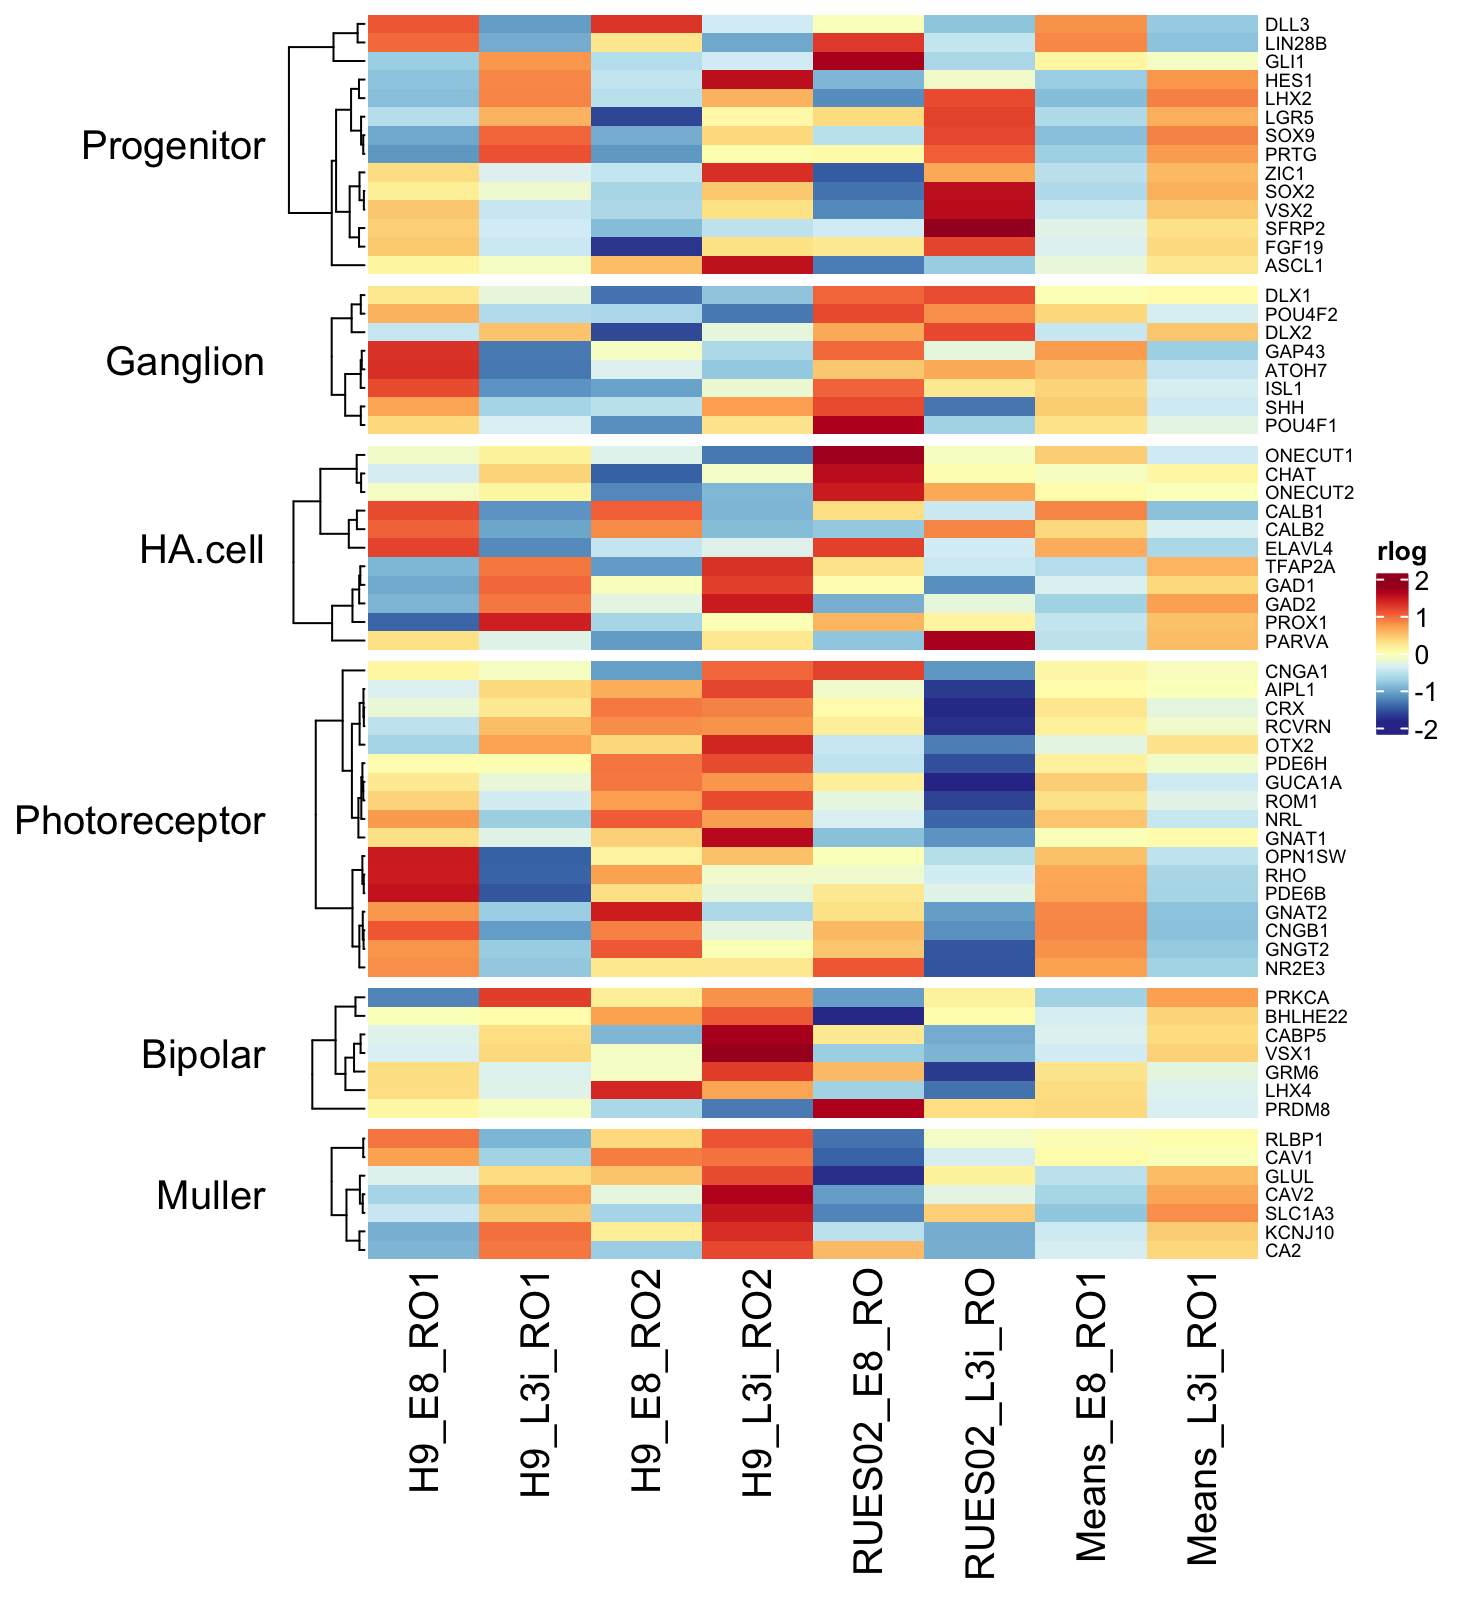 Progenitor
DLL3
LIN28B
GLI1
HES1
LHX2
LGR5
SOX9
PRTG
ZIC1
SOX2
VSX2
SFRP2
FGF19
ASCL1
Ganglion
DLX1
POU4F2
DLX2
GAP43
ATOH7
ISL1
SHH
POU4F1
HA.cell
ONECUT1
CHAT
ONECUT2
CALB1
CALB2
ELAVL4
TFAP2A
GAD1
GAD2
PROX1
PARVA
Photoreceptor
CNGA1
AIPL1
CRX
RCVRN
OTX2
PDE6H
GUCA1A
ROM1
NRL
GNAT1
OPN1SW
RHO
PDE6B
GNAT2
CNGB1
GNGT2
NR2E3
Bipolar
PRKCA
BHLHE22
CABP5
VSX1
GRM6
LHX4
PRDM8
Muller
RLBP1
CAV1
GLUL
CAV2
SLC1A3
KCNJ10
CA2
rlog
2
1
0
-1
-2
H9_E8_RO1
H9_L3i_RO1
H9_E8_RO2
H9_L3i_RO2
RUES02_E8_RO
RUES02_L3i_RO
Means_E8_RO1
Means_L3i_RO1